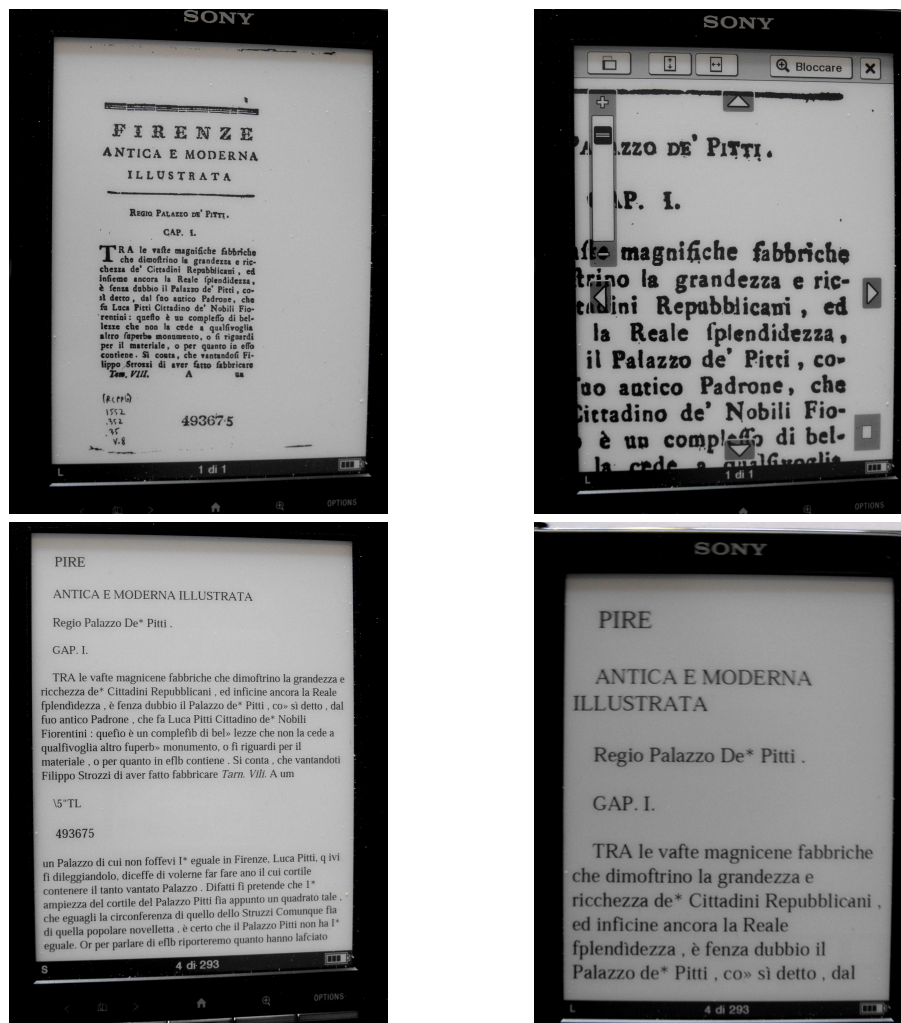 SONY
FIRENZE
ANTICA E MODERNA
ILLUSTRATA
REGIO PALAZZO DE' PITTI.
CAP. I.
TRA le vaſte magnifiche fabbriche
che dimoſtrino la grandezza e ric-
chezza de' Cittadini Repubblicani, ed
inſieme ancora la Reale ſplendidezza,
è ſenza dubbio il Palazzo de' Pitti, co-
sì detto, dal ſuo antico Padrone, che
fu Luca Pitti Cittadino de' Nobili Fio-
rentini: queſto è un compleſſo di bel-
lezze che non la cede a qualſivoglia
altro ſuperbo monumento, o ſi riguardi
per il materiale, o per quanto in eſſo
contiene. Si conta, che vantandoſi Fi-
lippo Strozzi di aver fatto fabbricare
Tom. VIII. A un
(RCPPG)
1552
.352
.35
V.8
493675
L 1 di 1
OPTIONS
SONY
Bloccare
PALAZZO DE' PITTI.
CAP. I.
magnifiche fabbriche
la grandezza e ric-
Repubblicani, ed
la Reale ſplendidezza,
il Palazzo de' Pitti, co-
ſuo antico Padrone, che
Cittadino de' Nobili Fio-
è un compleſſo di bel-
la cede a qualſivoglia
L 1 di 1
OPTIONS
PIRE
ANTICA E MODERNA ILLUSTRATA
Regio Palazzo De* Pitti .
GAP. I.
TRA le vafte magnicene fabbriche che dimoftrino la grandezza e
ricchezza de* Cittadini Repubblicani , ed inficine ancora la Reale
fplendìdezza , è fenza dubbio il Palazzo de* Pitti , co» sì detto , dal
fuo antico Padrone , che fa Luca Pitti Cittadino de* Nobili
Fiorentini : quefio è un complefib di bel» lezze che non la cede a
qualfivoglia altro fuperb» monumento, o fi riguardi per il
materiale , o per quanto in eflb contiene . Si conta , che vantandoti
Filippo Strozzi di aver fatto fabbricare Tarn. Vili. A um
\5"TL
493675
un Palazzo di cui non foffevi I* eguale in Firenze, Luca Pitti, q ivi
fi dileggiandolo, diceffe di volerne far fare ano il cui cortile
contenere il tanto vantato Palazzo . Difatti fi pretende che 1*
ampiezza del cortile del Palazzo Pitti fia appunto un quadrato tale ,
che eguagli la circonferenza di quello dello Struzzi Comunque fia
di quella popolare novelletta , è certo che il Palazzo Pitti non ha I*
eguale. Or per parlare di eflb riporteremo quanto hanno lafciato
S 4 di 293
OPTIONS
SONY
PIRE
ANTICA E MODERNA
ILLUSTRATA
Regio Palazzo De* Pitti .
GAP. I.
TRA le vafte magnicene fabbriche
che dimoftrino la grandezza e
ricchezza de* Cittadini Repubblicani ,
ed inficine ancora la Reale
fplendìdezza , è fenza dubbio il
Palazzo de* Pitti , co» sì detto , dal
L 4 di 293